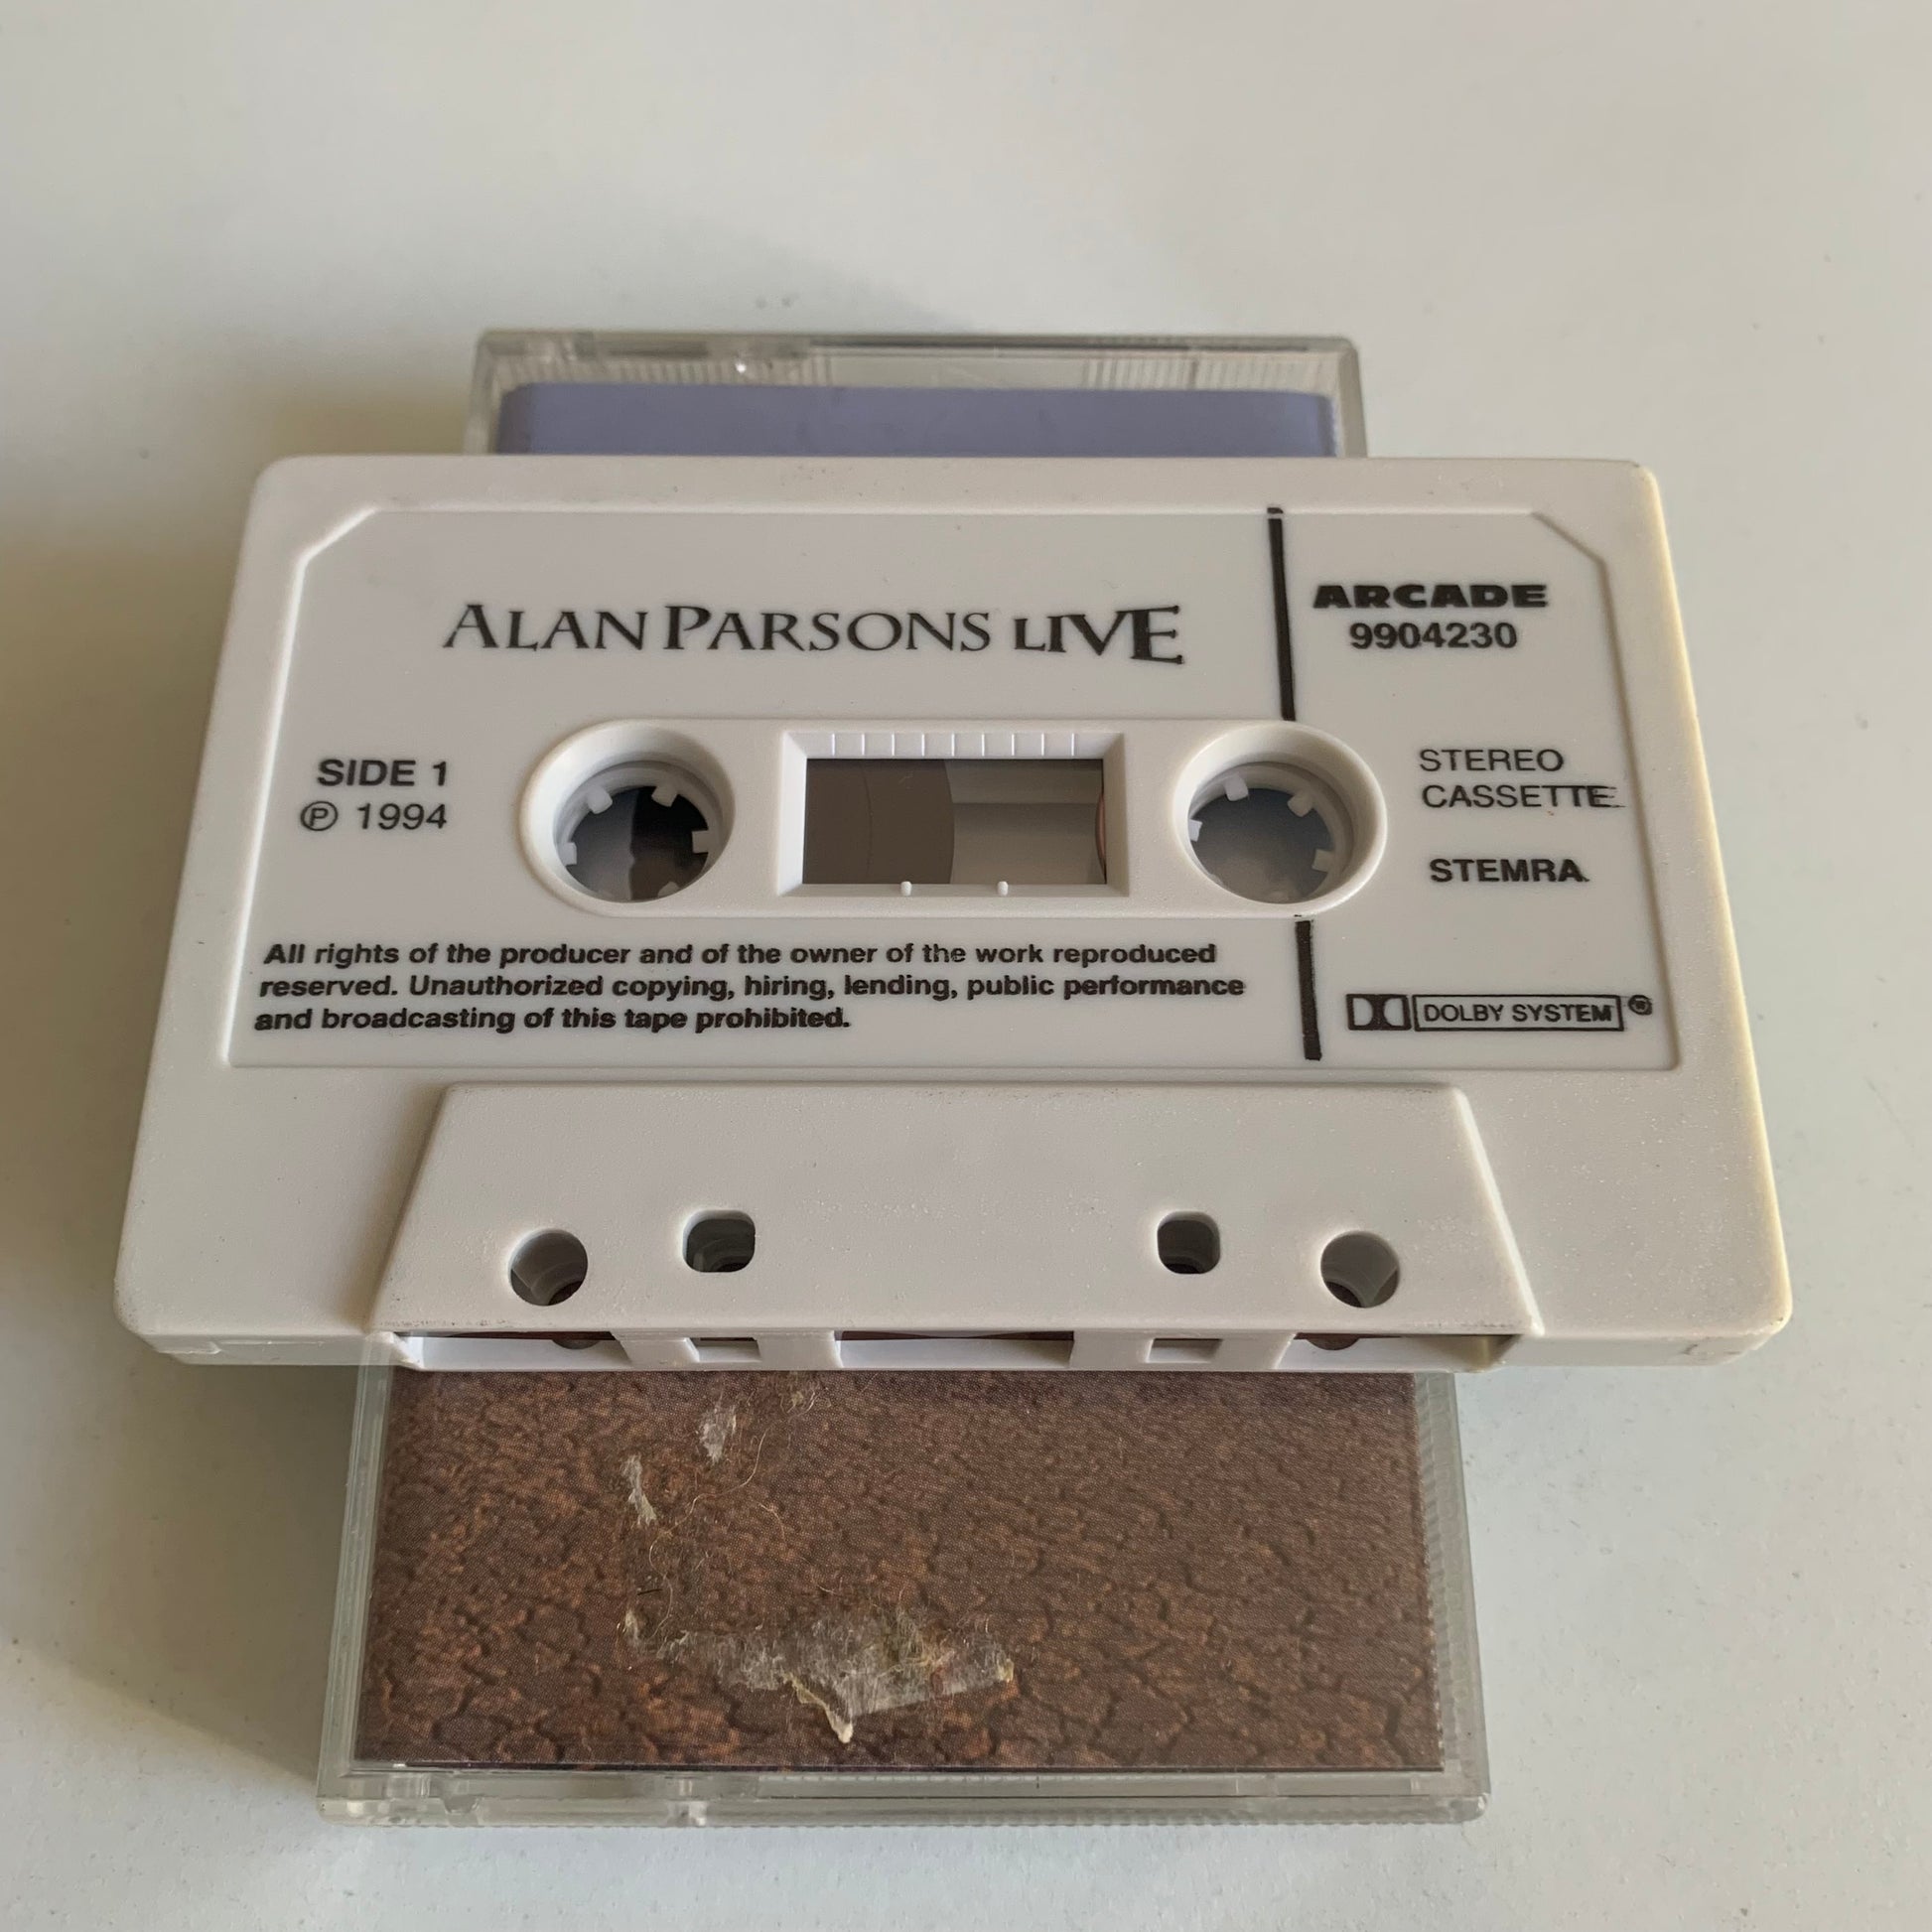 ALAN PARSONS LIVE
ARCADE
9904230
SIDE 1
℗ 1994
STEREO
CASSETTE
STEMRA
All rights of the producer and of the owner of the work reproduced
reserved. Unauthorized copying, hiring, lending, public performance
and broadcasting of this tape prohibited.
DOLBY SYSTEM ®